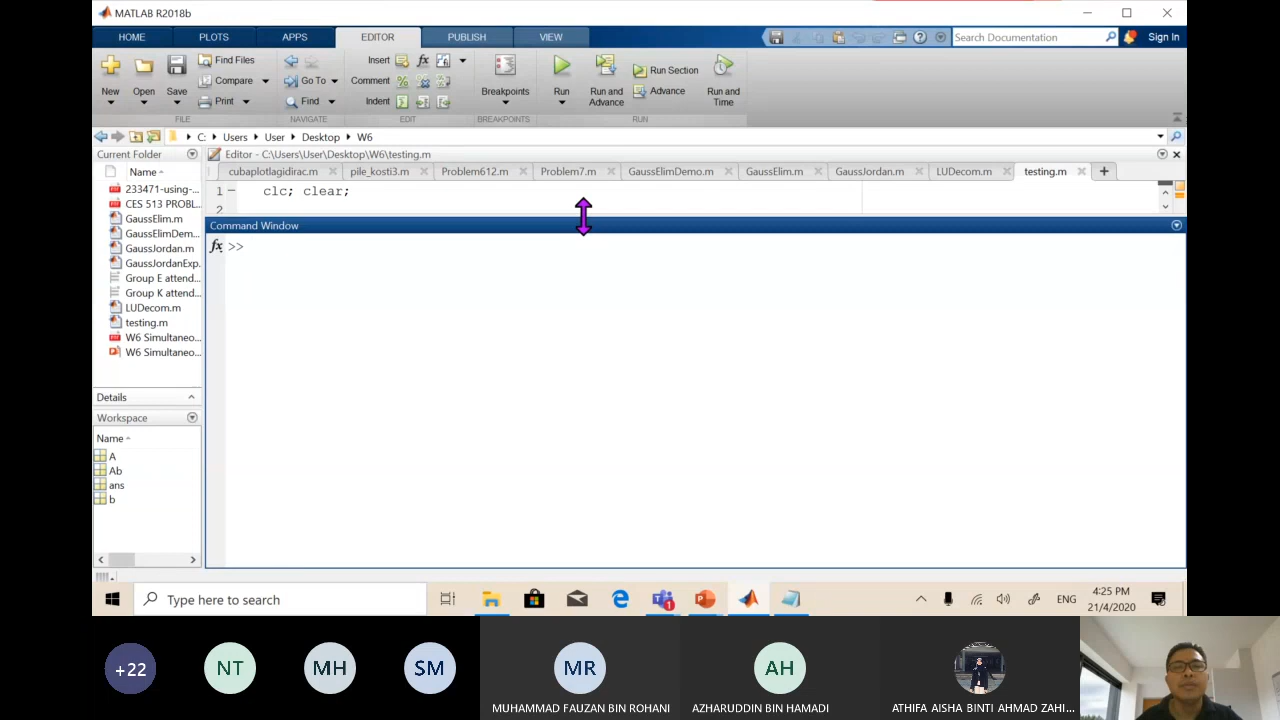 MATLAB R2018b
HOME PLOTS APPS EDITOR PUBLISH VIEW Search Documentation Sign In
New Open Save Find Files Compare Print Go To Find Insert fx Comment Indent Breakpoints Run Run and Advance Run Section Advance Run and Time
FILE NAVIGATE EDIT BREAKPOINTS RUN
C: Users User Desktop W6
Current Folder Editor - C:\Users\User\Desktop\W6\testing.m
Name cubaplotlagidirac.m pile_kosti3.m Problem612.m Problem7.m GaussElimDemo.m GaussElim.m GaussJordan.m LUDecom.m testing.m
233471-using-...
CES 513 PROBL...
GaussElim.m
GaussElimDem...
GaussJordan.m
GaussJordanExp...
Group E attend...
Group K attend...
LUDecom.m
testing.m
W6 Simultaneo...
W6 Simultaneo...
Details
Workspace
Name
A
Ab
ans
b
1 clc; clear;
2
Command Window
fx >>
Type here to search 1 ENG 4:25 PM
21/4/2020
+22 NT MH SM MR AH
MUHAMMAD FAUZAN BIN ROHANI AZHARUDDIN BIN HAMADI ATHIFA AISHA BINTI AHMAD ZAHI...